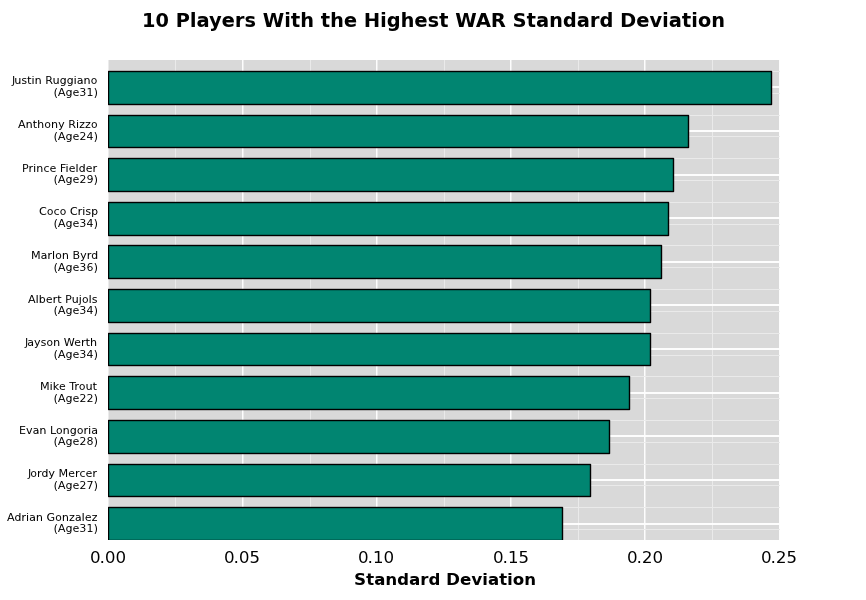 10 Players With the Highest WAR Standard Deviation
Justin Ruggiano
(Age31)
Anthony Rizzo
(Age24)
Prince Fielder
(Age29)
Coco Crisp
(Age34)
Marlon Byrd
(Age36)
Albert Pujols
(Age34)
Jayson Werth
(Age34)
Mike Trout
(Age22)
Evan Longoria
(Age28)
Jordy Mercer
(Age27)
Adrian Gonzalez
(Age31)
0.00 0.05 0.10 0.15 0.20 0.25
Standard Deviation